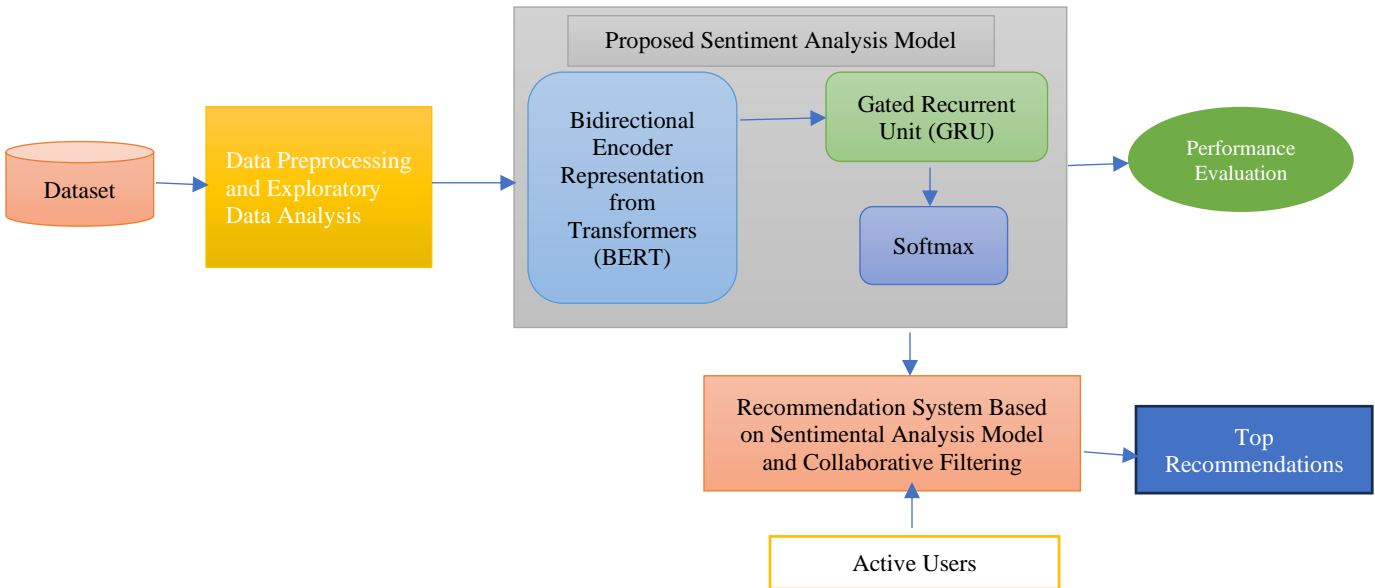 Proposed Sentiment Analysis Model
Dataset
Data Preprocessing
and Exploratory
Data Analysis
Bidirectional
Encoder
Representation
from
Transformers
(BERT)
Gated Recurrent
Unit (GRU)
Softmax
Performance
Evaluation
Recommendation System Based
on Sentimental Analysis Model
and Collaborative Filtering
Top
Recommendations
Active Users